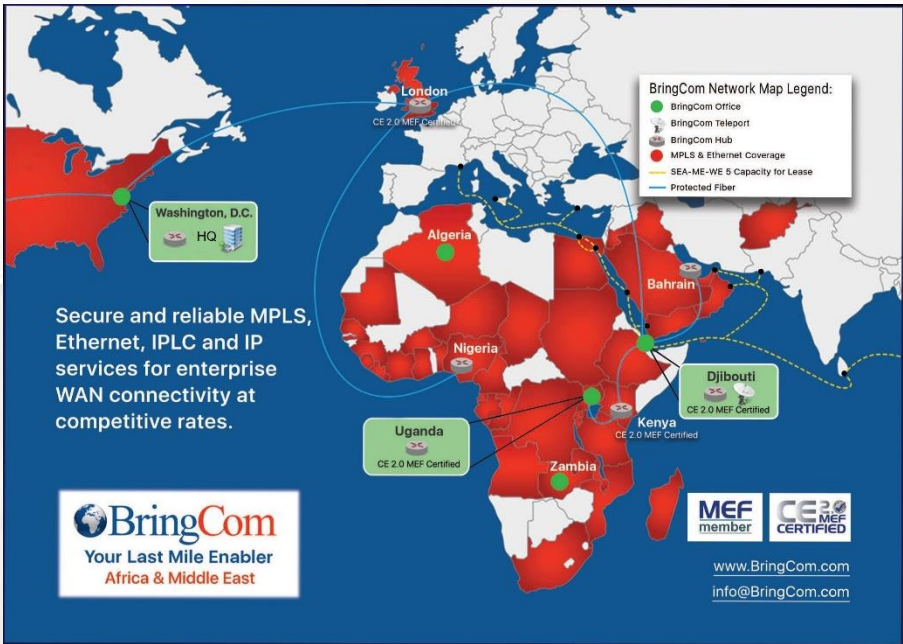 London
CE 2.0 MEF Certified
BringCom Network Map Legend:
BringCom Office
BringCom Teleport
BringCom Hub
MPLS & Ethernet Coverage
SEA-ME-WE 5 Capacity for Lease
Protected Fiber
Washington, D.C.
HQ
Algeria
Bahrain
Secure and reliable MPLS,
Ethernet, IPLC and IP
services for enterprise
WAN connectivity at
competitive rates.
Nigeria
Djibouti
CE 2.0 MEF Certified
Uganda
CE 2.0 MEF Certified
Kenya
CE 2.0 MEF Certified
Zambia
BringCom
Your Last Mile Enabler
Africa & Middle East
MEF
member
CE 2.0
MEF
CERTIFIED
www.BringCom.com
info@BringCom.com